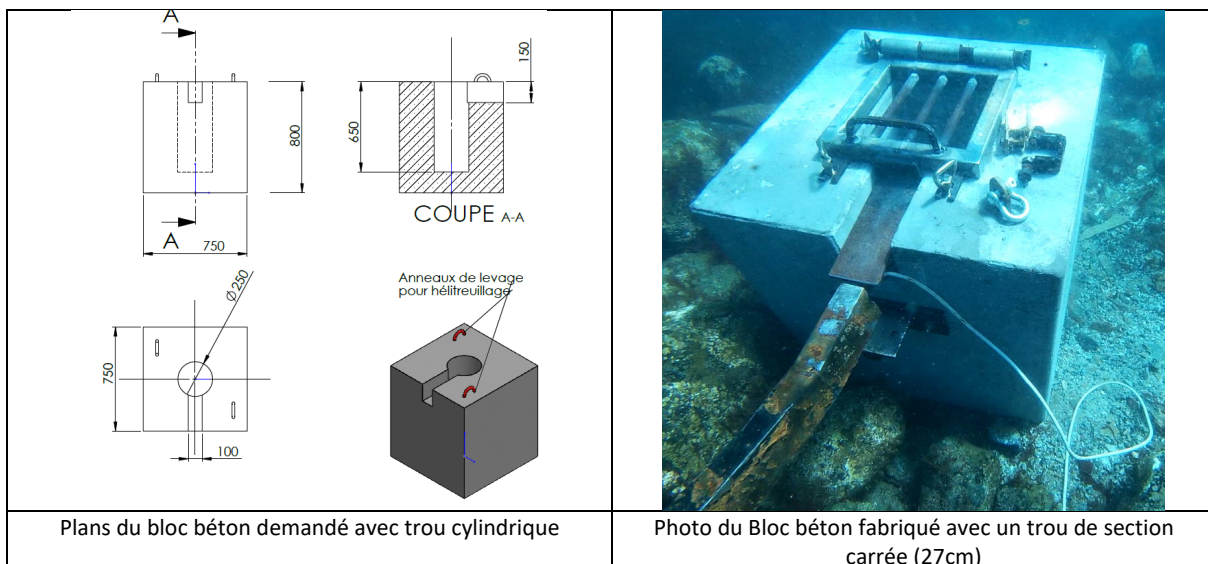 A
150
650
800
COUPE A-A
A
750
Ø 250
Anneaux de levage
pour hélitreuillage
750
100
Plans du bloc béton demandé avec trou cylindrique
Photo du Bloc béton fabriqué avec un trou de section
carrée (27cm)